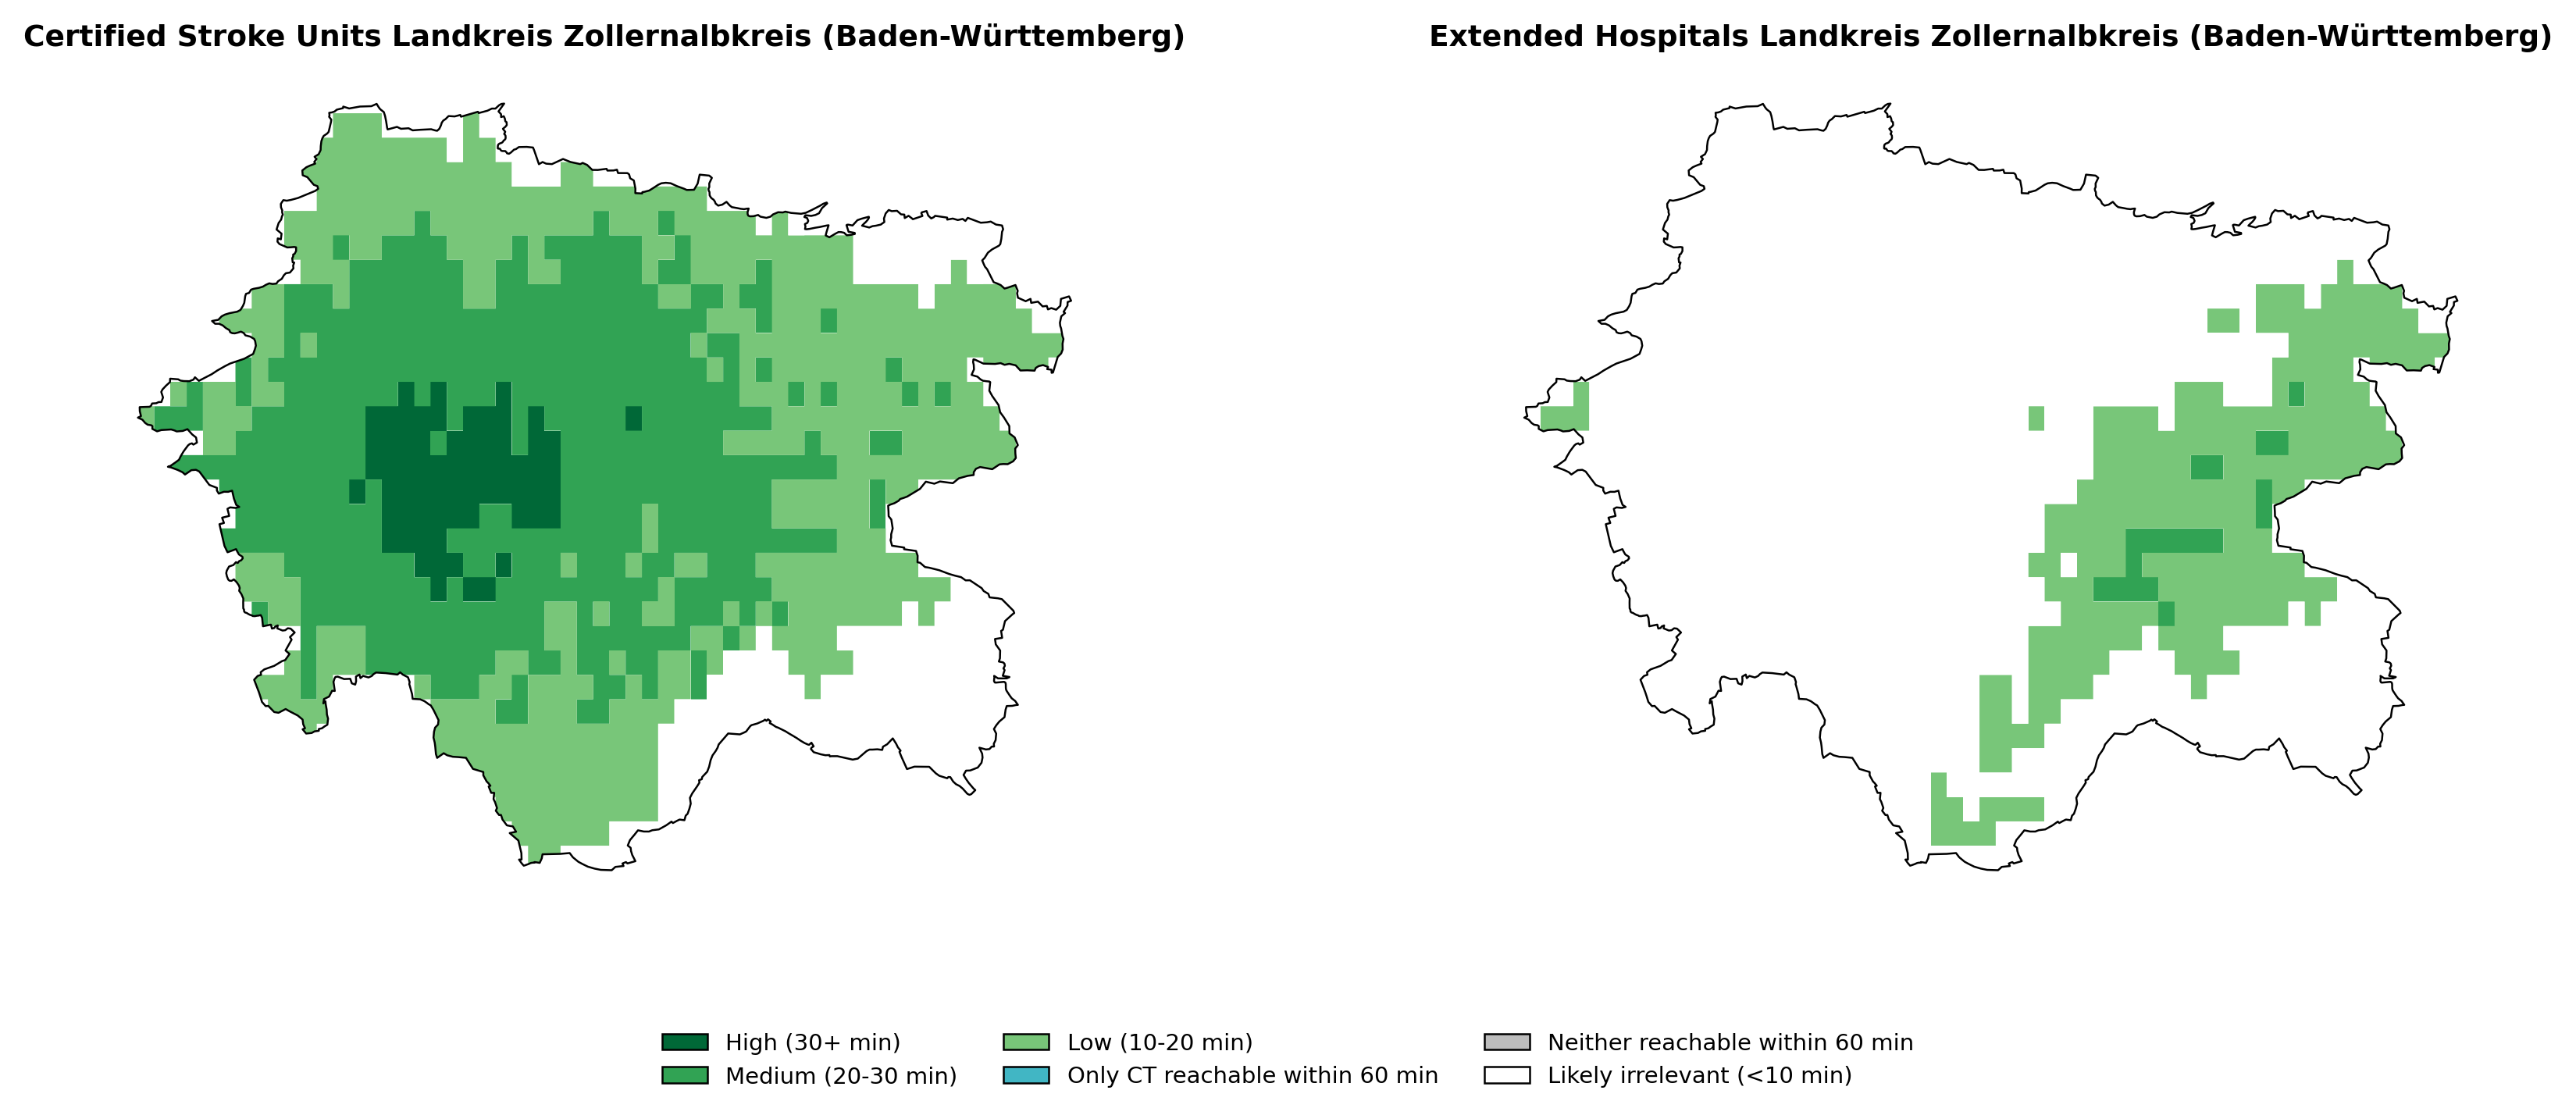 Certified Stroke Units Landkreis Zollernalbkreis (Baden-Württemberg)
Extended Hospitals Landkreis Zollernalbkreis (Baden-Württemberg)
High (30+ min)
Medium (20-30 min)
Low (10-20 min)
Only CT reachable within 60 min
Neither reachable within 60 min
Likely irrelevant (<10 min)